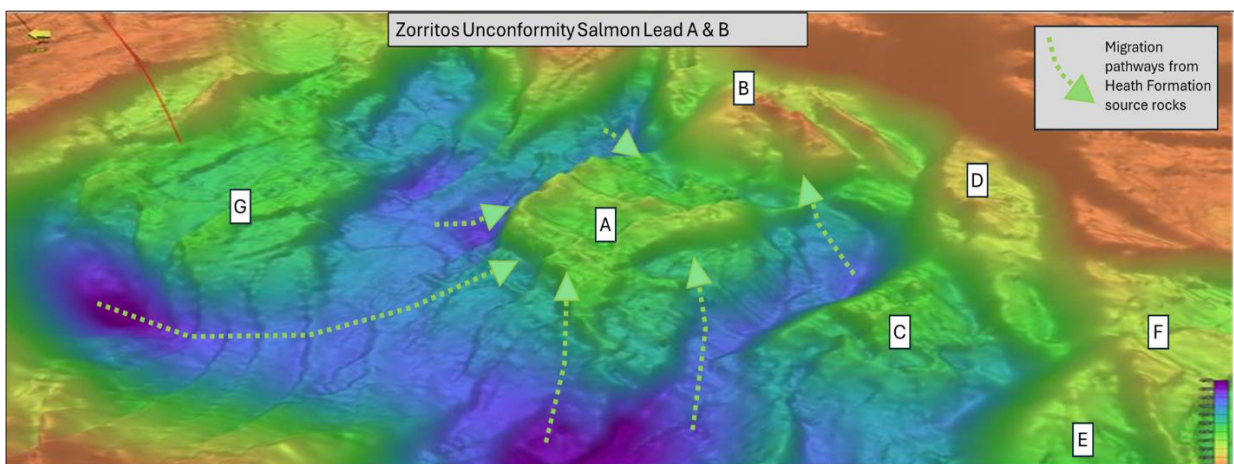 Zorritos Unconformity Salmon Lead A & B
Migration
pathways from
Heath Formation
source rocks
B
D
G
A
C
F
E